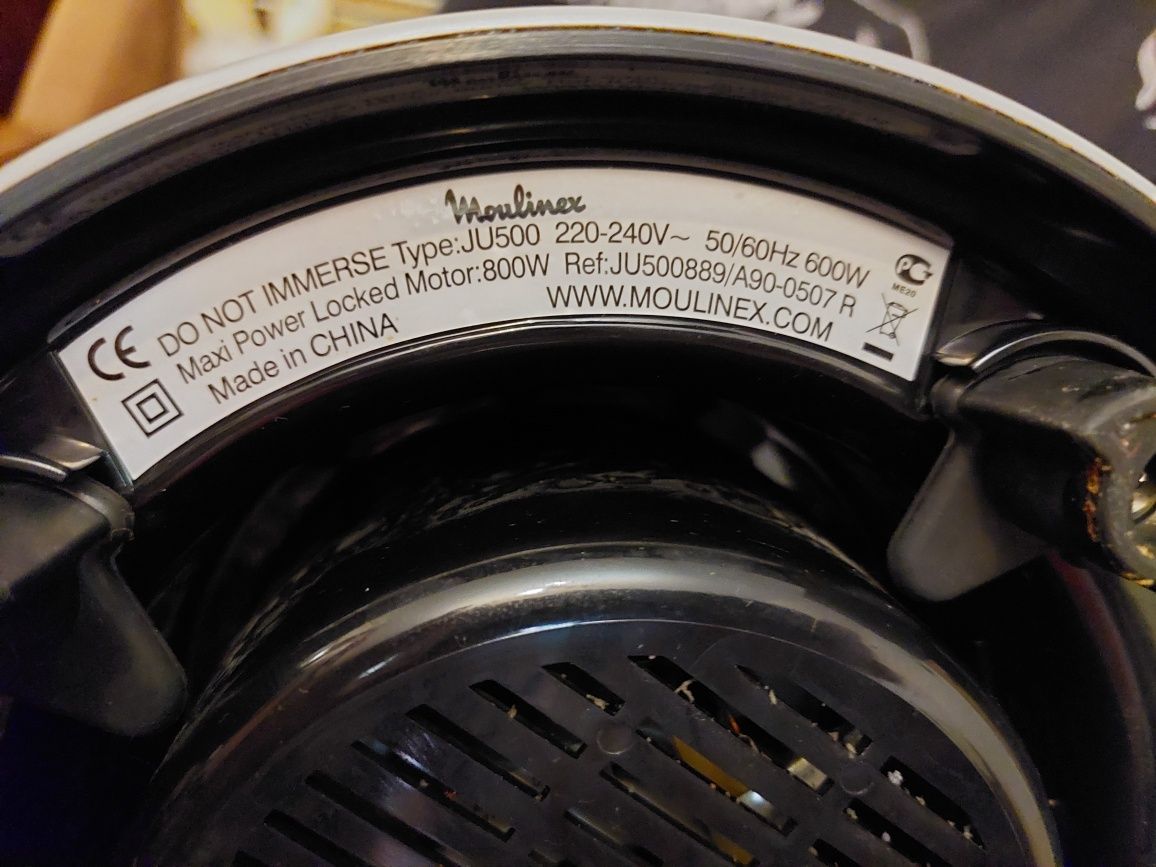 Moulinex
DO NOT IMMERSE Type:JU500 220-240V~ 50/60Hz 600W
Maxi Power Locked Motor:800W Ref:JU500889/A90-0507 R
Made in CHINA WWW.MOULINEX.COM
CE
ME20